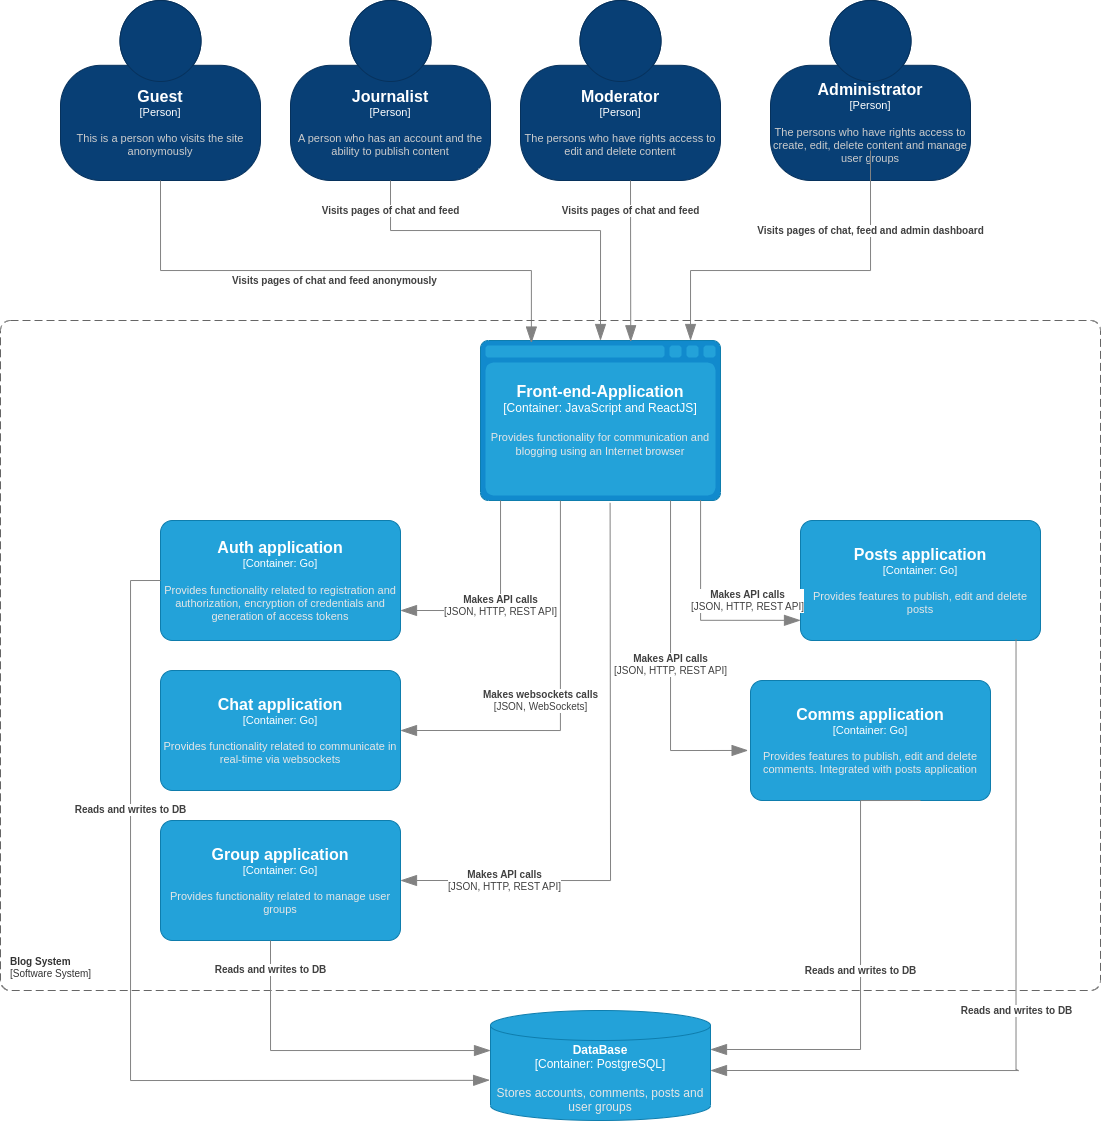 Guest
[Person]
This is a person who visits the site
anonymously
Journalist
[Person]
A person who has an account and the
ability to publish content
Moderator
[Person]
The persons who have rights access to
edit and delete content
Administrator
[Person]
The persons who have rights access to
create, edit, delete content and manage
user groups
Visits pages of chat and feed
Visits pages of chat and feed
Visits pages of chat, feed and admin dashboard
Visits pages of chat and feed anonymously
Front-end-Application
[Container: JavaScript and ReactJS]
Provides functionality for communication and
blogging using an Internet browser
Auth application
[Container: Go]
Provides functionality related to registration and
authorization, encryption of credentials and
generation of access tokens
Makes API calls
[JSON, HTTP, REST API]
Makes API calls
[JSON, HTTP, REST API]
Posts application
[Container: Go]
Provides features to publish, edit and delete
posts
Makes API calls
[JSON, HTTP, REST API]
Chat application
[Container: Go]
Provides functionality related to communicate in
real-time via websockets
Makes websockets calls
[JSON, WebSockets]
Comms application
[Container: Go]
Provides features to publish, edit and delete
comments. Integrated with posts application
Reads and writes to DB
Group application
[Container: Go]
Provides functionality related to manage user
groups
Makes API calls
[JSON, HTTP, REST API]
Blog System
[Software System]
Reads and writes to DB
Reads and writes to DB
Reads and writes to DB
DataBase
[Container: PostgreSQL]
Stores accounts, comments, posts and
user groups